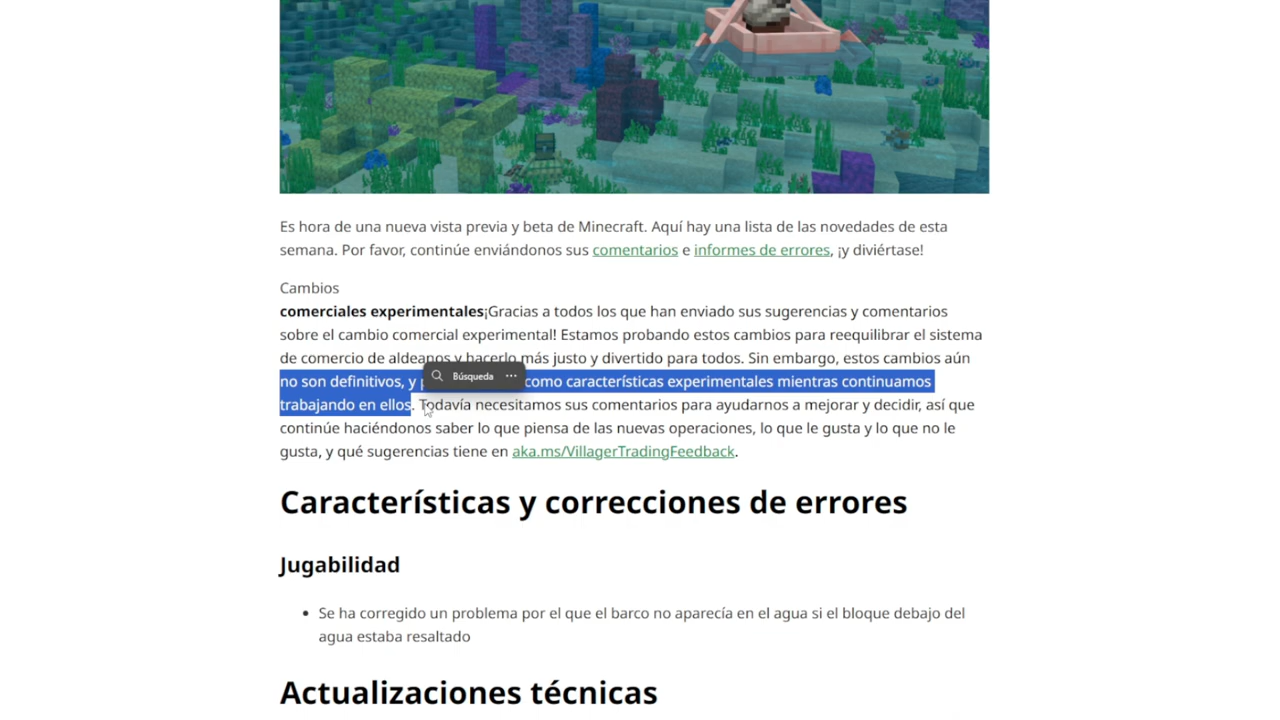 Es hora de una nueva vista previa y beta de Minecraft. Aquí hay una lista de las novedades de esta
semana. Por favor, continúe enviándonos sus comentarios e informes de errores, ¡y diviértase!
Cambios
comerciales experimentales¡Gracias a todos los que han enviado sus sugerencias y comentarios
sobre el cambio comercial experimental! Estamos probando estos cambios para reequilibrar el sistema
de comercio de aldeanos y hacerlo más justo y divertido para todos. Sin embargo, estos cambios aún
no son definitivos, y como características experimentales mientras continuamos
Búsqueda ...
trabajando en ellos. Todavía necesitamos sus comentarios para ayudarnos a mejorar y decidir, así que
continúe haciéndonos saber lo que piensa de las nuevas operaciones, lo que le gusta y lo que no le
gusta, y qué sugerencias tiene en aka.ms/VillagerTradingFeedback.
Características y correcciones de errores
Jugabilidad
• Se ha corregido un problema por el que el barco no aparecía en el agua si el bloque debajo del
agua estaba resaltado
Actualizaciones técnicas